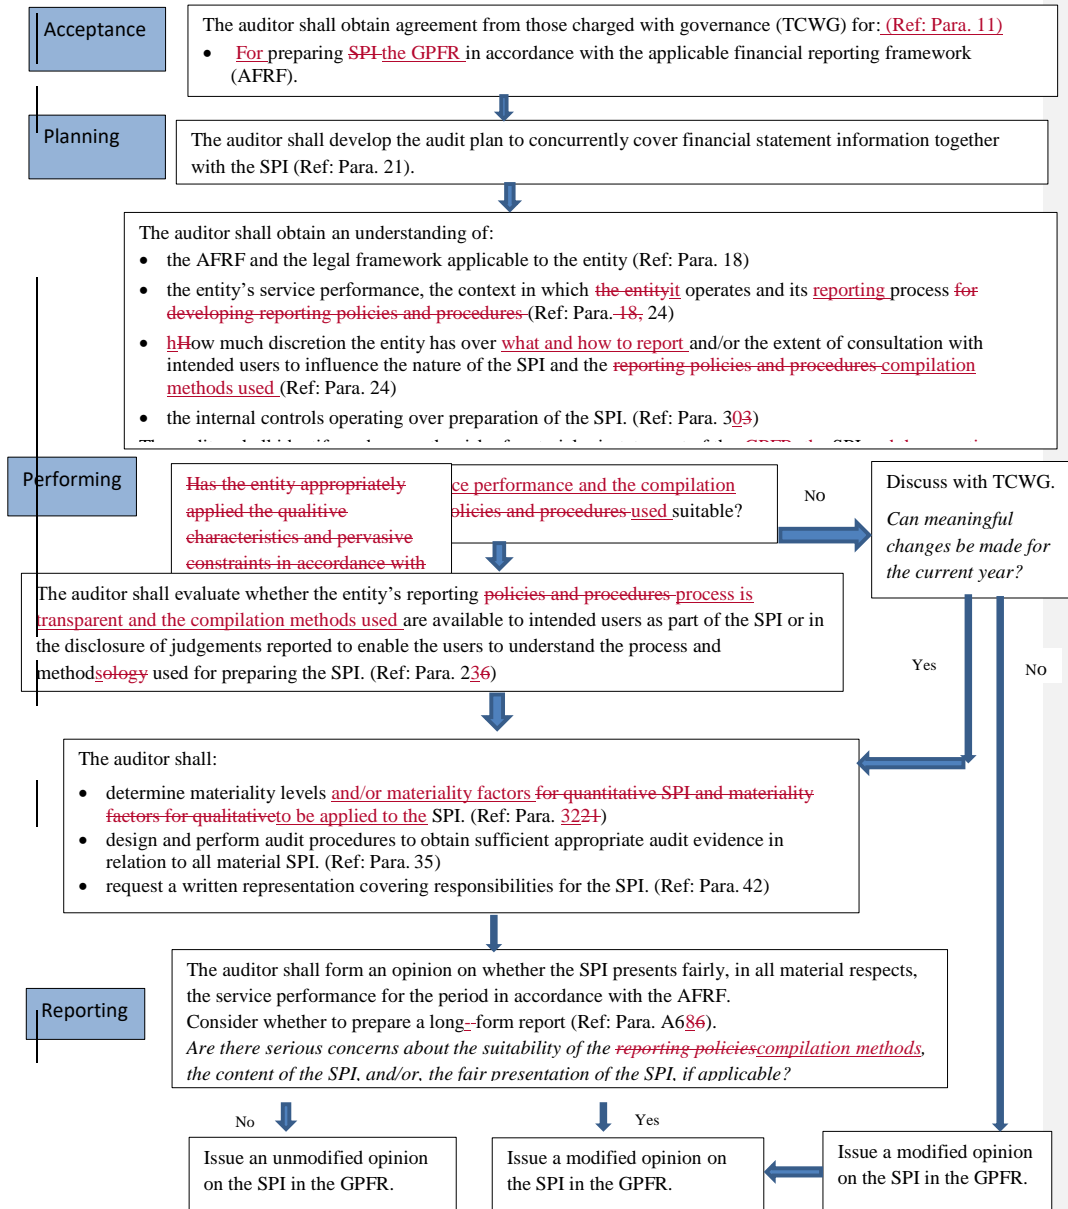 Acceptance
The auditor shall obtain agreement from those charged with governance (TCWG) for: (Ref: Para. 11)
• For preparing SPI the GPFR in accordance with the applicable financial reporting framework
(AFRF).
Planning
The auditor shall develop the audit plan to concurrently cover financial statement information together
with the SPI (Ref: Para. 21).
The auditor shall obtain an understanding of:
• the AFRF and the legal framework applicable to the entity (Ref: Para. 18)
• the entity's service performance, the context in which the entityit operates and its reporting process for
developing reporting policies and procedures (Ref: Para. 18, 24)
• hHow much discretion the entity has over what and how to report and/or the extent of consultation with
intended users to influence the nature of the SPI and the reporting policies and procedures compilation
methods used (Ref: Para. 24)
• the internal controls operating over preparation of the SPI. (Ref: Para. 303)
Performing
Has the entity appropriately
applied the qualitive
characteristics and pervasive
constraints in accordance with
ce performance and the compilation
olicies and procedures used suitable?
No
Discuss with TCWG.
Can meaningful
changes be made for
the current year?
The auditor shall evaluate whether the entity's reporting policies and procedures process is
transparent and the compilation methods used are available to intended users as part of the SPI or in
the disclosure of judgements reported to enable the users to understand the process and
methodsology used for preparing the SPI. (Ref: Para. 236)
Yes
No
The auditor shall:
• determine materiality levels and/or materiality factors for quantitative SPI and materiality
factors for qualitativeto be applied to the SPI. (Ref: Para. 3221)
• design and perform audit procedures to obtain sufficient appropriate audit evidence in
relation to all material SPI. (Ref: Para. 35)
• request a written representation covering responsibilities for the SPI. (Ref: Para. 42)
Reporting
The auditor shall form an opinion on whether the SPI presents fairly, in all material respects,
the service performance for the period in accordance with the AFRF.
Consider whether to prepare a long--form report (Ref: Para. A686).
Are there serious concerns about the suitability of the reporting policiescompilation methods,
the content of the SPI, and/or, the fair presentation of the SPI, if applicable?
No
Yes
Issue an unmodified opinion
on the SPI in the GPFR.
Issue a modified opinion
on the SPI in the GPFR.
Issue a modified opinion
on the SPI in the GPFR.